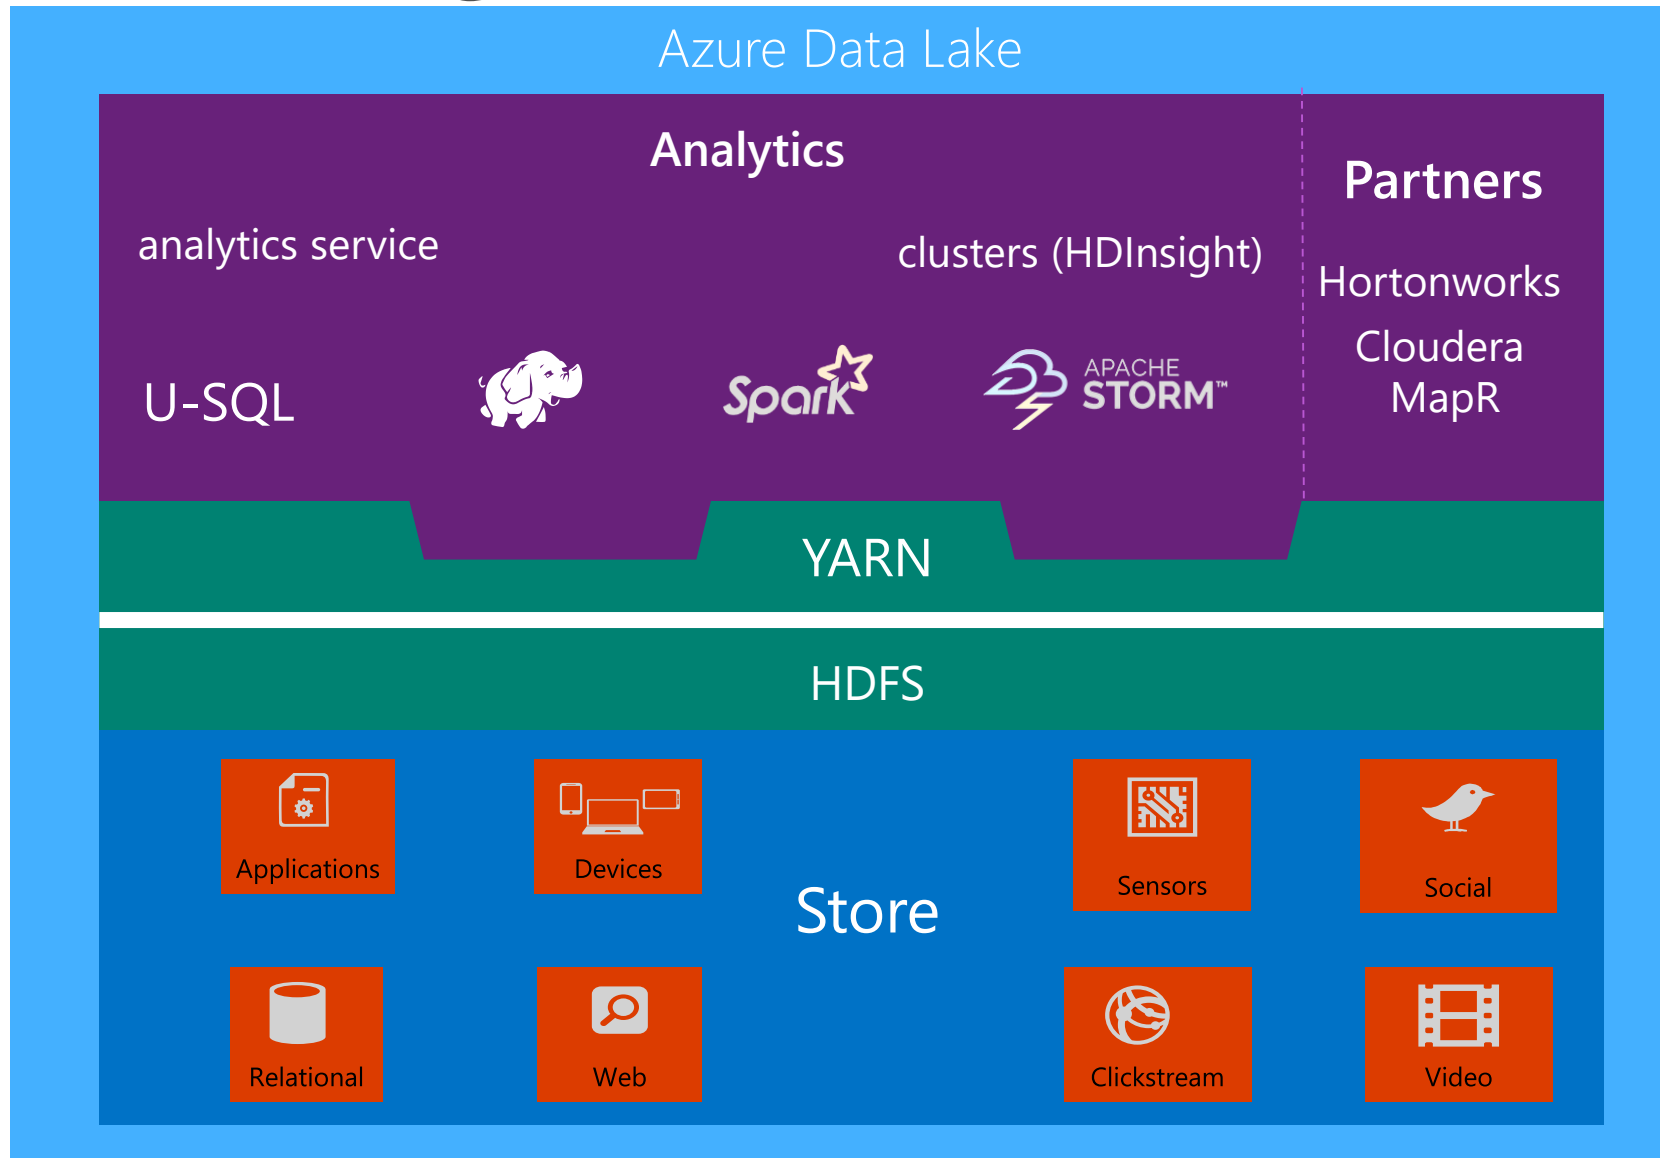 Azure Data Lake
Analytics
Partners
analytics service
clusters (HDInsight)
Hortonworks
Cloudera
MapR
U-SQL
Spark
APACHE
STORM™
YARN
HDFS
Applications
Devices
Sensors
Social
Store
Relational
Web
Clickstream
Video